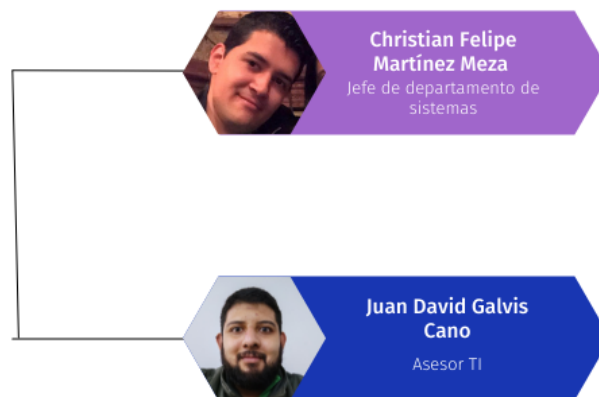 Christian Felipe
Martínez Meza
Jefe de departamento de
sistemas
Juan David Galvis
Cano
Asesor TI